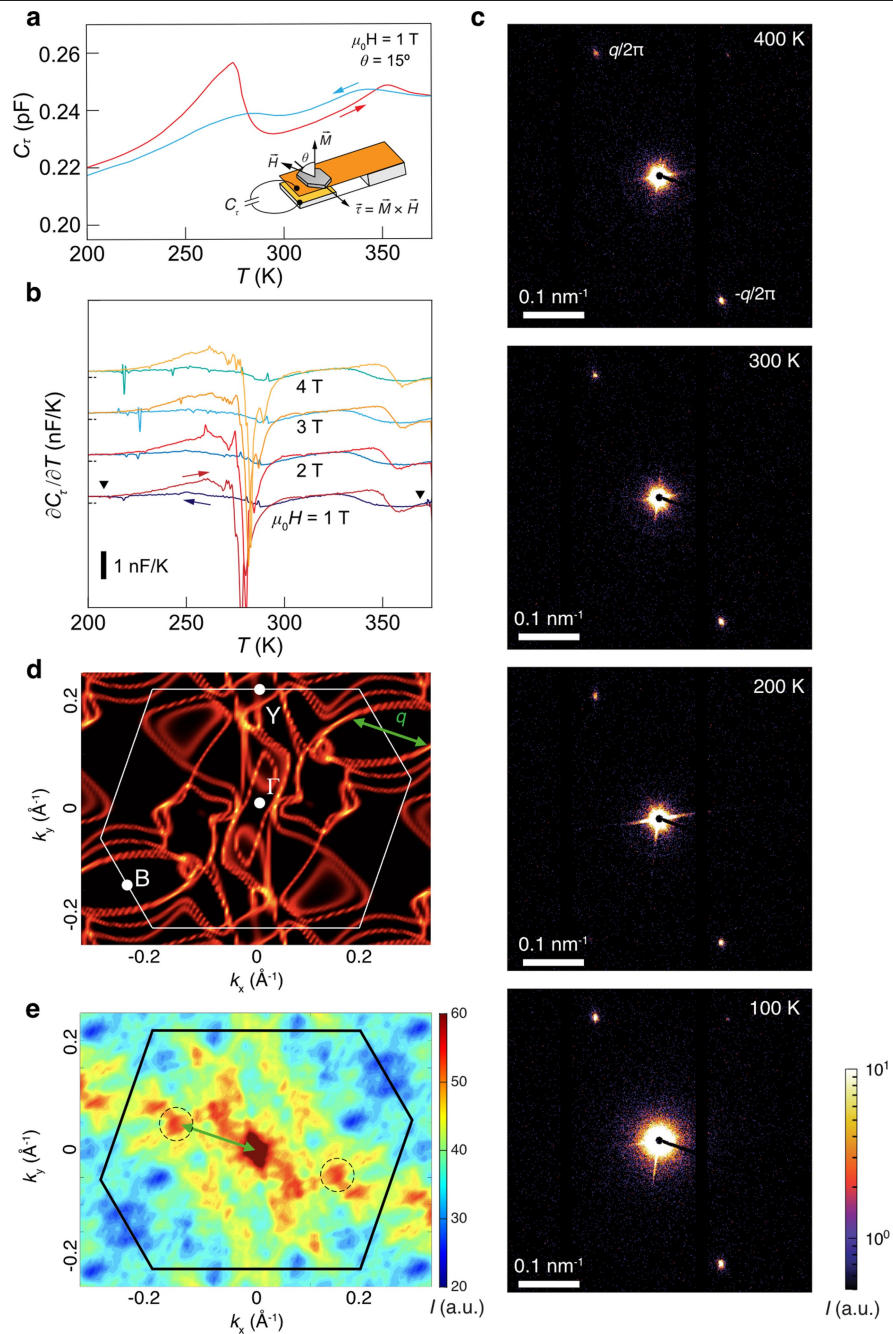 a
μ₀H = 1 T
θ = 15º
0.26
0.24
0.22
0.20
Cτ (pF)
M⃗
H⃗
θ
Cτ
τ⃗ = M⃗ × H⃗
200
250
300
350
T (K)
b
∂Cτ/∂T (nF/K)
4 T
3 T
2 T
μ₀H = 1 T
1 nF/K
200
250
300
350
T (K)
d
0.2
0
-0.2
ky (Å⁻¹)
Y
Γ
B
q
-0.2
0
0.2
kx (Å⁻¹)
e
0.2
0
-0.2
ky (Å⁻¹)
-0.2
0
0.2
kx (Å⁻¹)
60
50
40
30
20
I (a.u.)
c
400 K
q/2π
-q/2π
0.1 nm⁻¹
300 K
0.1 nm⁻¹
200 K
0.1 nm⁻¹
100 K
0.1 nm⁻¹
10¹
10⁰
I (a.u.)